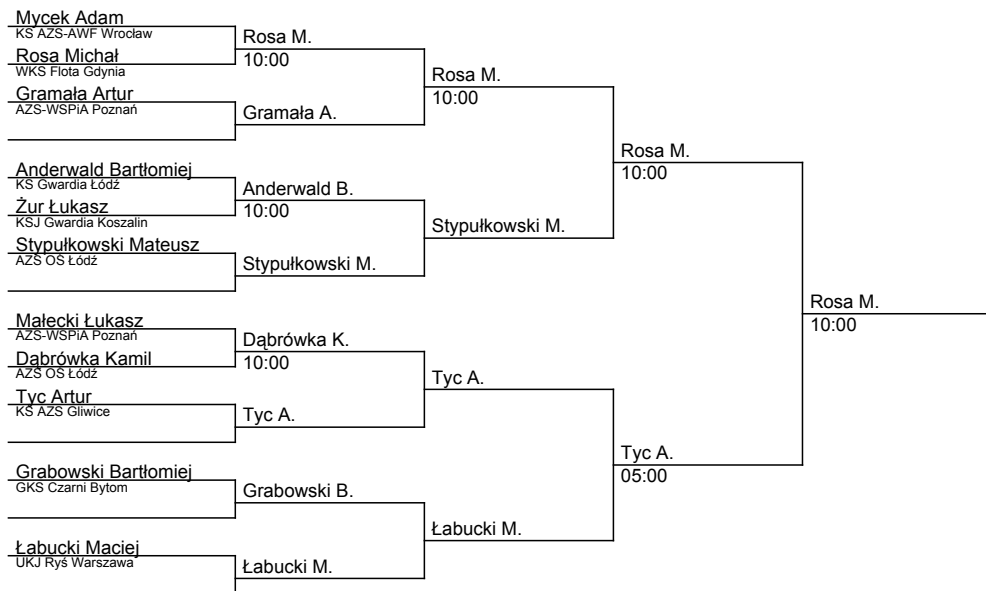 Mycek Adam
KS AZS-AWF Wrocław
Rosa Michał
WKS Flota Gdynia
Gramała Artur
AZS-WSPiA Poznań
Anderwald Bartłomiej
KS Gwardia Łódź
Żur Łukasz
KSJ Gwardia Koszalin
Stypułkowski Mateusz
AZS OŚ Łódź
Małecki Łukasz
AZS-WSPiA Poznań
Dąbrówka Kamil
AZS OŚ Łódź
Tyc Artur
KS AZS Gliwice
Grabowski Bartłomiej
GKS Czarni Bytom
Łabucki Maciej
UKJ Ryś Warszawa
Rosa M.
10:00
Gramała A.
Anderwald B.
10:00
Stypułkowski M.
Dąbrówka K.
10:00
Tyc A.
Grabowski B.
Łabucki M.
Rosa M.
10:00
Stypułkowski M.
Tyc A.
Łabucki M.
Rosa M.
10:00
Tyc A.
05:00
Rosa M.
10:00